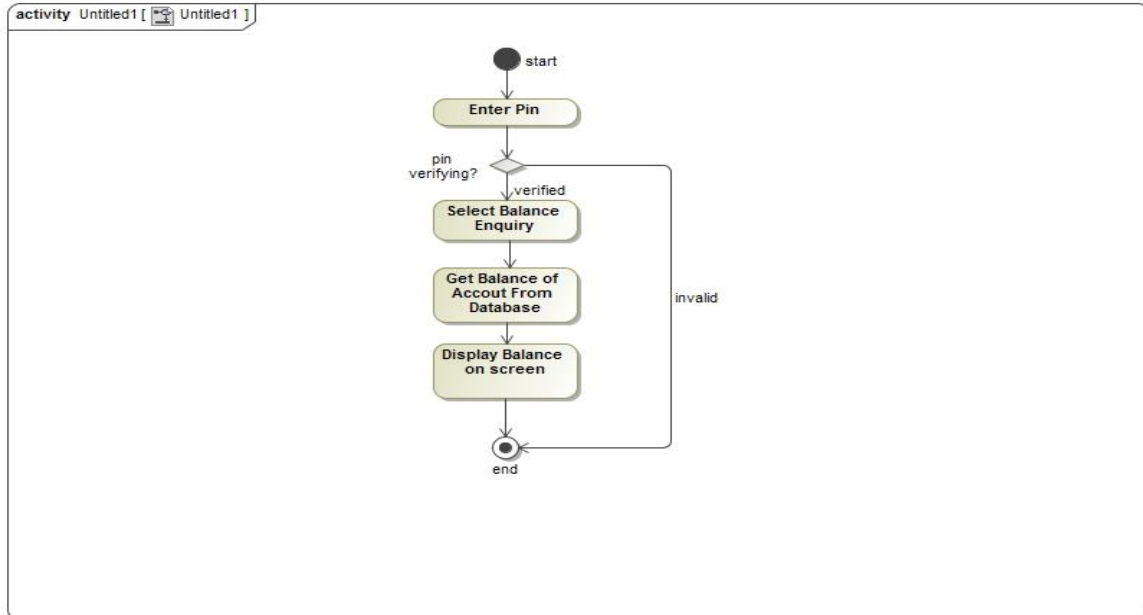 activity Untitled1 [ Untitled1 ]
start
Enter Pin
pin
verifying?
verified
Select Balance
Enquiry
Get Balance of
Accout From
Database
invalid
Display Balance
on screen
end